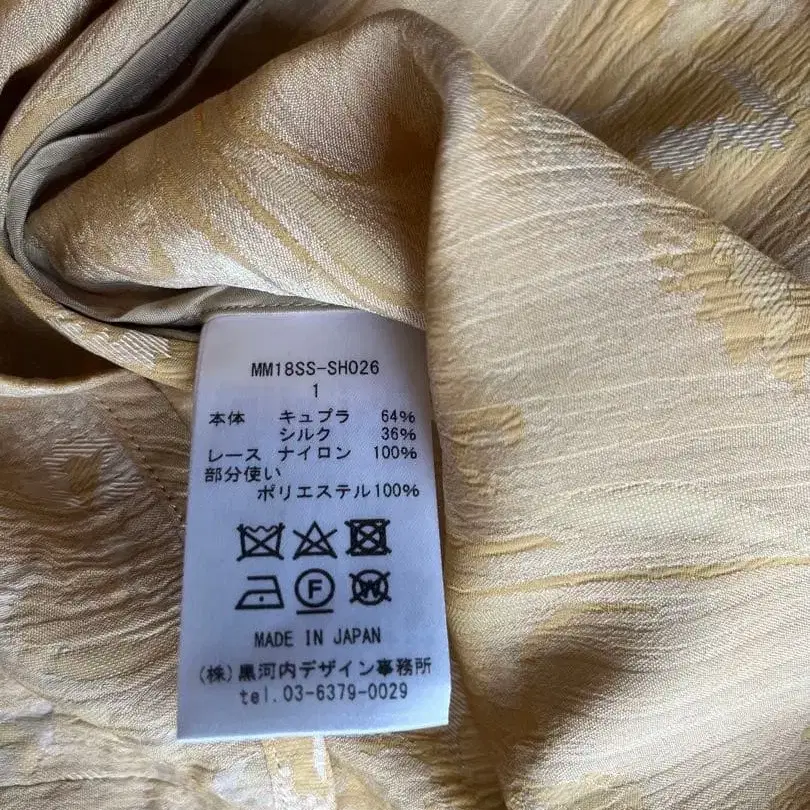 MM18SS-SH026
1
本体 キュプラ 64%
シルク 36%
レース ナイロン 100%
部分使い
ポリエステル100%
F
W
MADE IN JAPAN
(株)黒河内デザイン事務所
tel.03-6379-0029